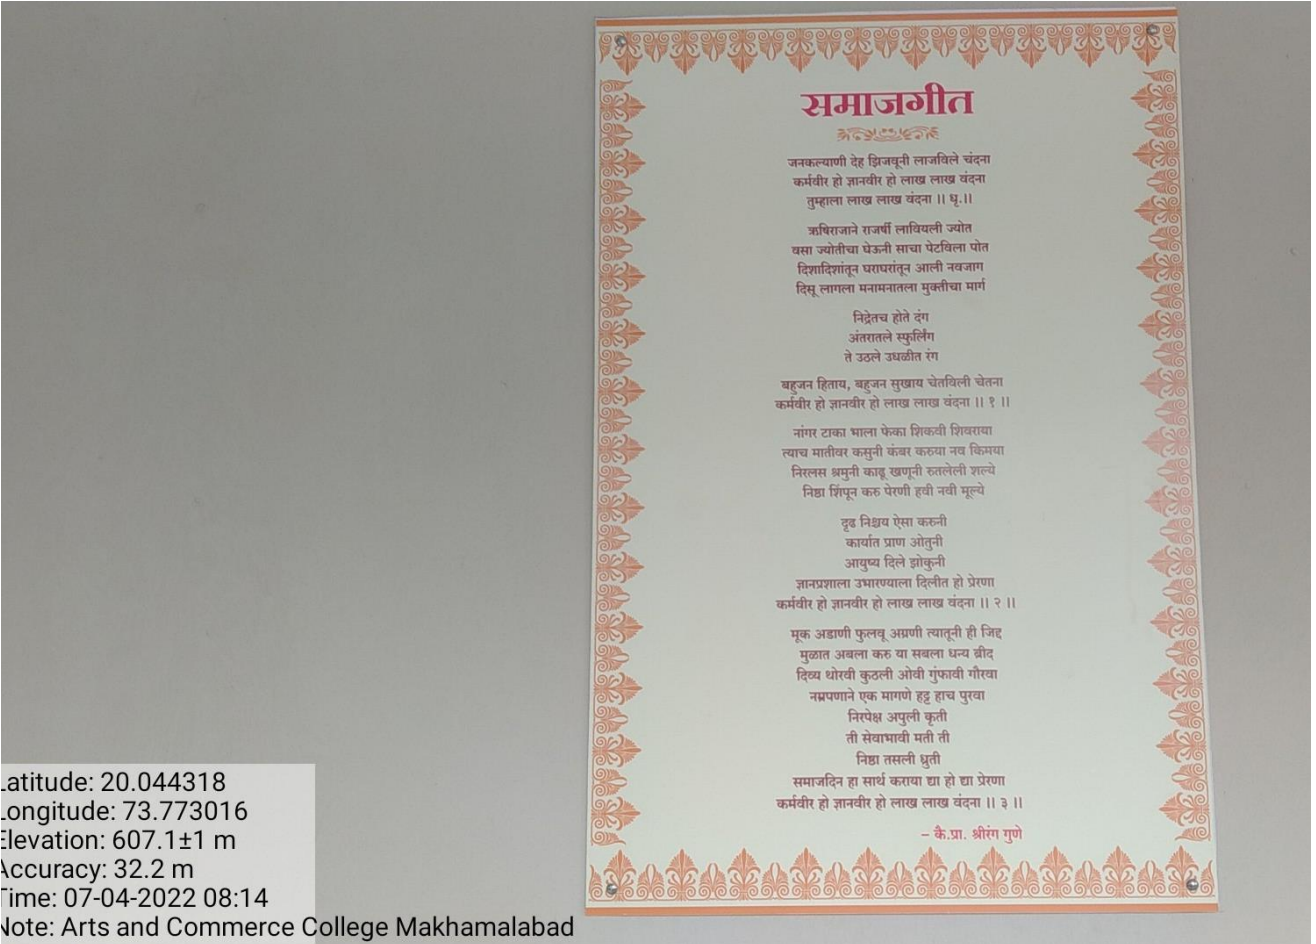 समाजगीत
जनकल्याणी देह झिजवूनी लाजविले चंदना
कर्मवीर हो ज्ञानवीर हो लाख लाख वंदना
तुम्हाला लाख लाख वंदना ॥ धृ.॥
ऋषिराजाने राजर्षी लावियली ज्योत
वसा ज्योतीचा घेऊनी साचा पेटविला पोत
दिशादिशांतून घराघरांतून आली नवजाग
दिसू लागला मनामनातला मुक्तीचा मार्ग
निद्रेतच होते दंग
अंतरातले स्फुर्लिंग
ते उठले उधळीत रंग
बहुजन हिताय, बहुजन सुखाय चेतविली चेतना
कर्मवीर हो ज्ञानवीर हो लाख लाख वंदना ॥ १ ॥
नांगर टाका भाला फेका शिकवी शिवराया
त्याच मातीवर कसुनी कंबर करुया नव किमया
निरलस श्रमुनी काढू खणूनी रुतलेली शल्ये
निष्ठा शिंपून करु पेरणी हवी नवी मूल्ये
दृढ निश्चय ऐसा करुनी
कार्यात प्राण ओतुनी
आयुष्य दिले झोकुनी
ज्ञानप्रशाला उभारण्याला दिलीत हो प्रेरणा
कर्मवीर हो ज्ञानवीर हो लाख लाख वंदना ॥ २ ॥
मूक अडाणी फुलवू अग्रणी त्यातूनी ही जिद्द
मुळात अबला करु या सबला धन्य ब्रीद
दिव्य थोरवी कुठली ओवी गुंफावी गौरवा
नम्रपणाने एक मागणे हट्ट हाच पुरवा
निरपेक्ष अपुली कृती
ती सेवाभावी मती ती
निष्ठा तसली धृती
समाजदिन हा सार्थ कराया द्या हो द्या प्रेरणा
कर्मवीर हो ज्ञानवीर हो लाख लाख वंदना ॥ ३ ॥
– कै.प्रा. श्रीरंग गुणे
Latitude: 20.044318
Longitude: 73.773016
Elevation: 607.1±1 m
Accuracy: 32.2 m
Time: 07-04-2022 08:14
Note: Arts and Commerce College Makhamalabad